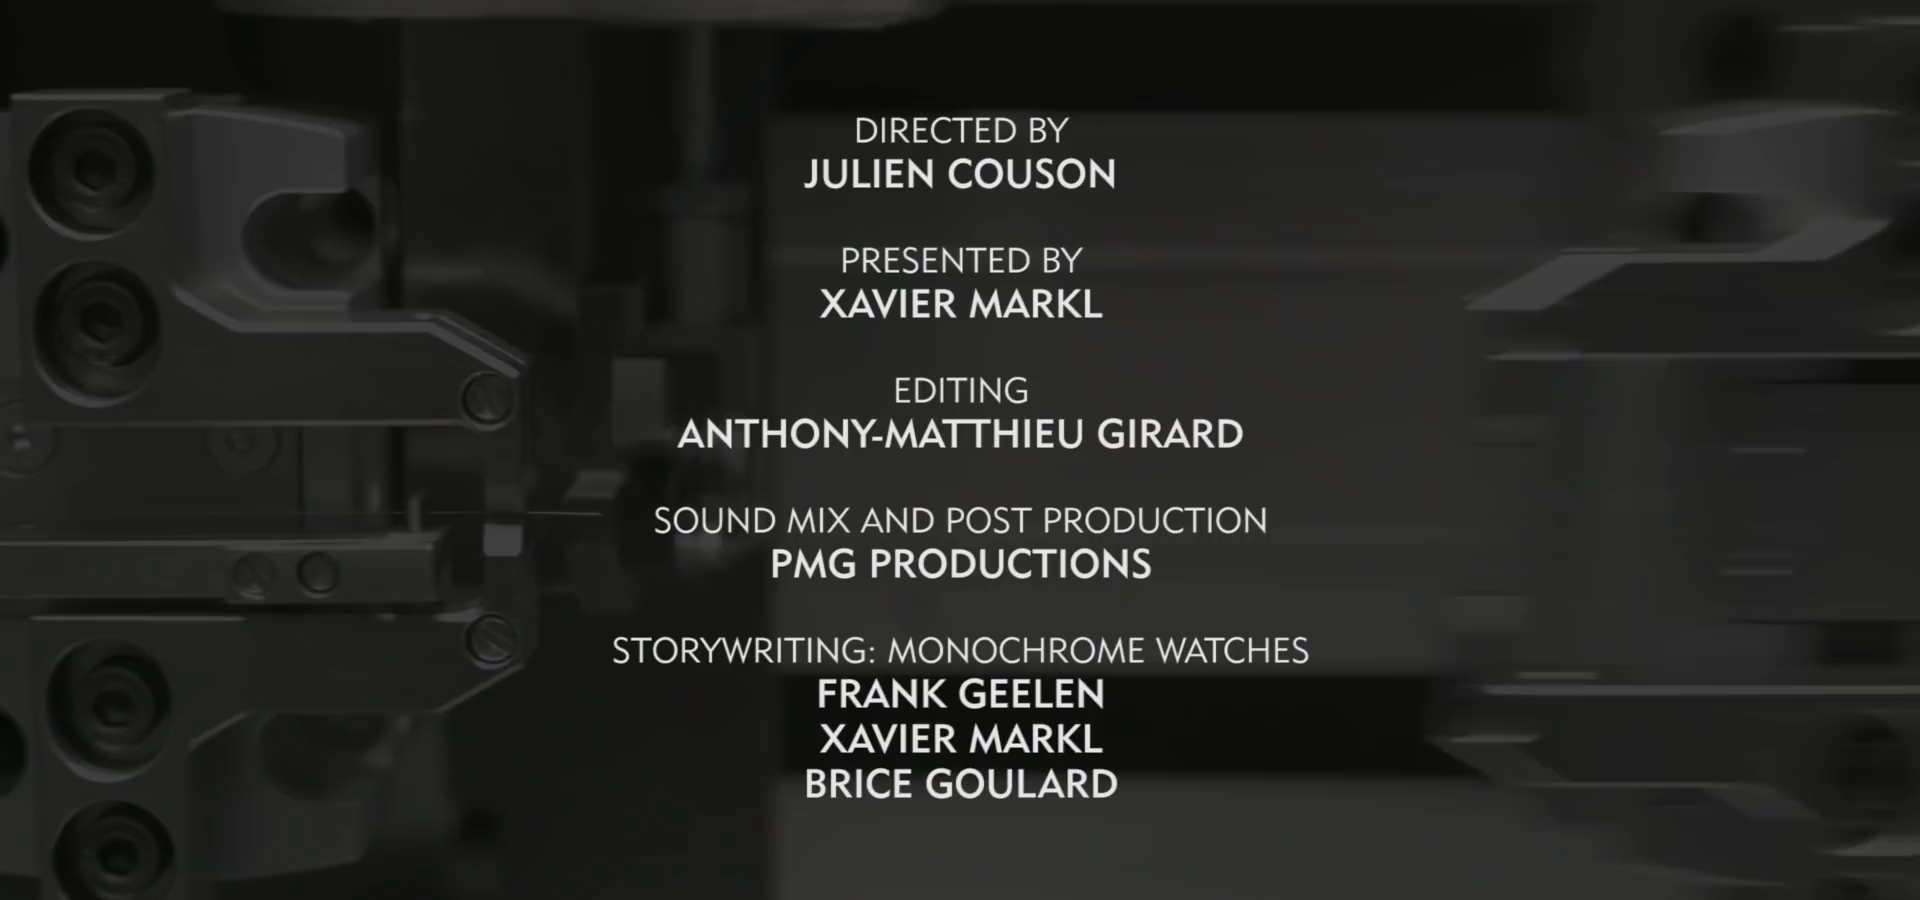 DIRECTED BY
JULIEN COUSON
PRESENTED BY
XAVIER MARKL
EDITING
ANTHONY-MATTHIEU GIRARD
SOUND MIX AND POST PRODUCTION
PMG PRODUCTIONS
STORYWRITING: MONOCHROME WATCHES
FRANK GEELEN
XAVIER MARKL
BRICE GOULARD